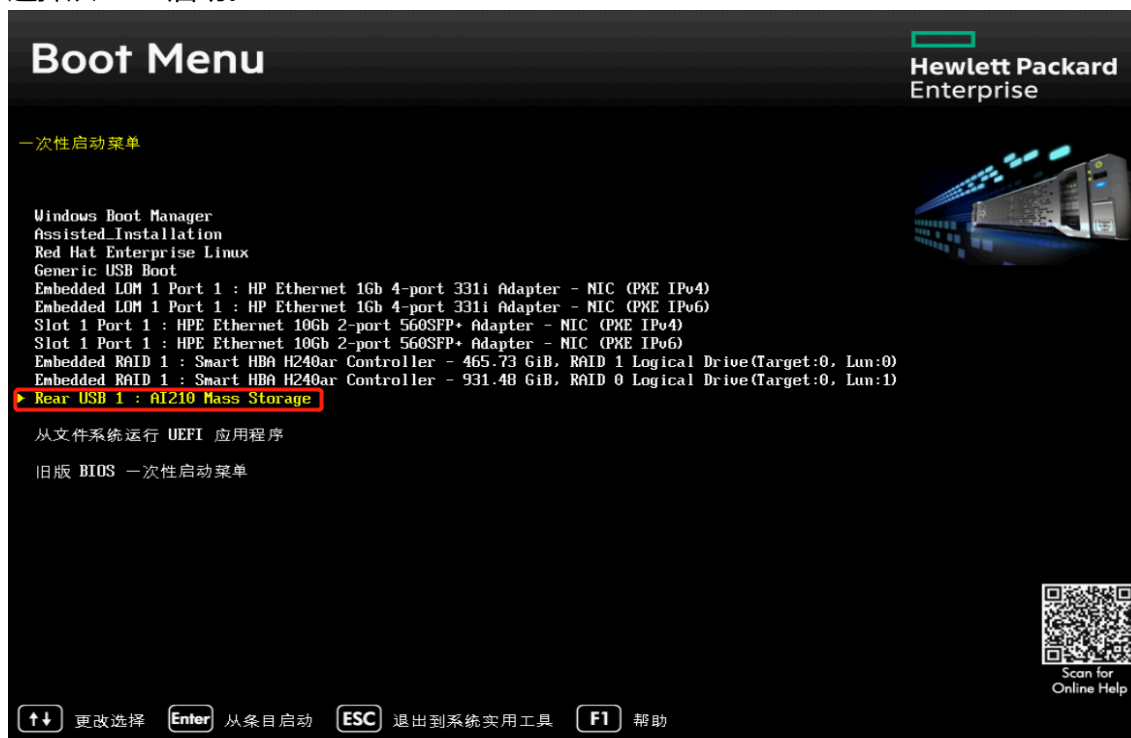 Boot Menu
Hewlett Packard
Enterprise
一次性启动菜单
Windows Boot Manager
Assisted_Installation
Red Hat Enterprise Linux
Generic USB Boot
Embedded LOM 1 Port 1 : HP Ethernet 1Gb 4-port 331i Adapter - NIC (PXE IPv4)
Embedded LOM 1 Port 1 : HP Ethernet 1Gb 4-port 331i Adapter - NIC (PXE IPv6)
Slot 1 Port 1 : HPE Ethernet 10Gb 2-port 560SFP+ Adapter - NIC (PXE IPv4)
Slot 1 Port 1 : HPE Ethernet 10Gb 2-port 560SFP+ Adapter - NIC (PXE IPv6)
Embedded RAID 1 : Smart HBA H240ar Controller - 465.73 GiB, RAID 1 Logical Drive(Target:0, Lun:0)
Embedded RAID 1 : Smart HBA H240ar Controller - 931.48 GiB, RAID 0 Logical Drive(Target:0, Lun:1)
Rear USB 1 : AI210 Mass Storage
从文件系统运行 UEFI 应用程序
旧版 BIOS 一次性启动菜单
Scan for
Online Help
更改选择 Enter 从条目启动 ESC 退出到系统实用工具 F1 帮助